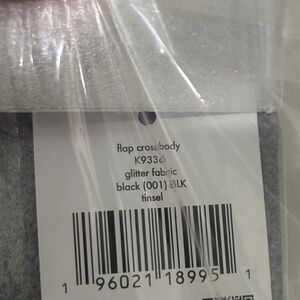 flap crossbody
K9336
glitter fabric
black (001) BLK
tinsel
1 96021 18995 1